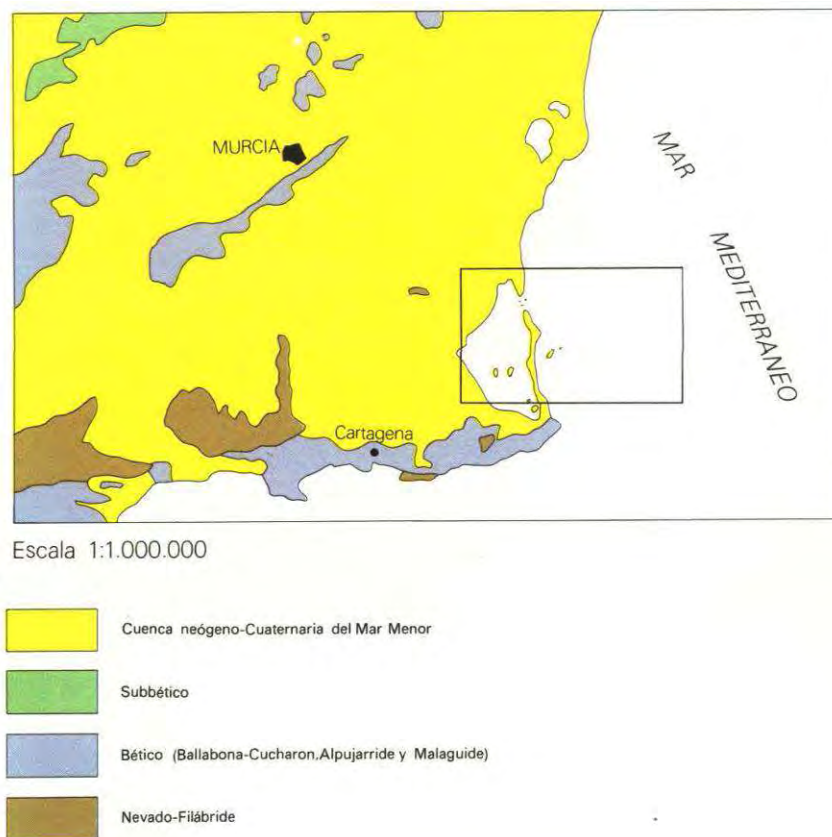 MURCIA
MAR
MEDITERRANEO
Cartagena
Escala 1:1.000.000
Cuenca neógeno-Cuaternaria del Mar Menor
Subbético
Bético (Ballabona-Cucharon,Alpujarride y Malaguide)
Nevado-Filábride